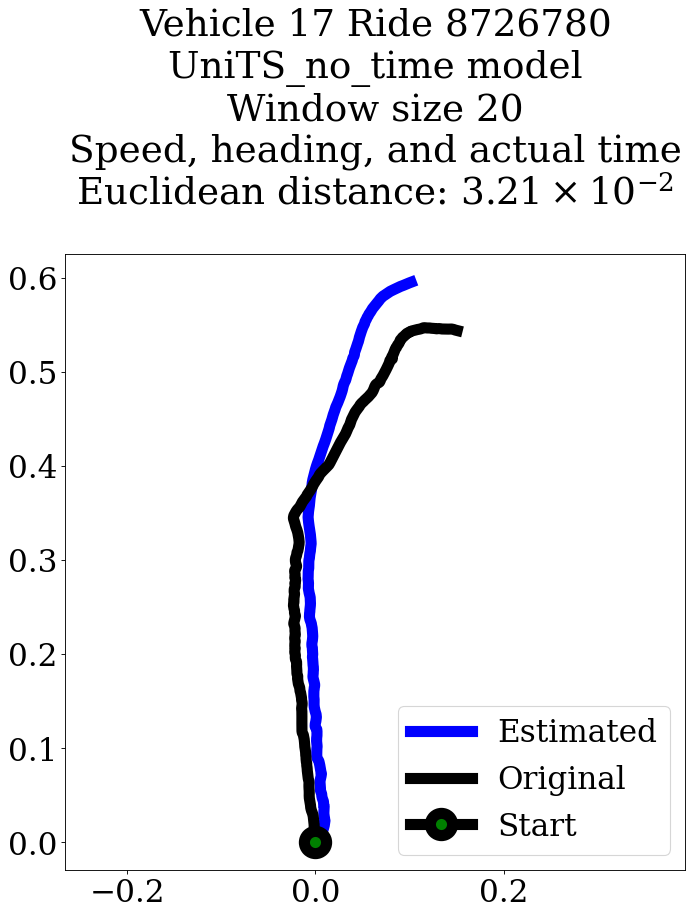 Vehicle 17 Ride 8726780
UniTS_no_time model
Window size 20
Speed, heading, and actual time
Euclidean distance: 3.21 × 10⁻²
0.6
0.5
0.4
0.3
0.2
0.1
0.0
Estimated
Original
Start
−0.2 0.0 0.2